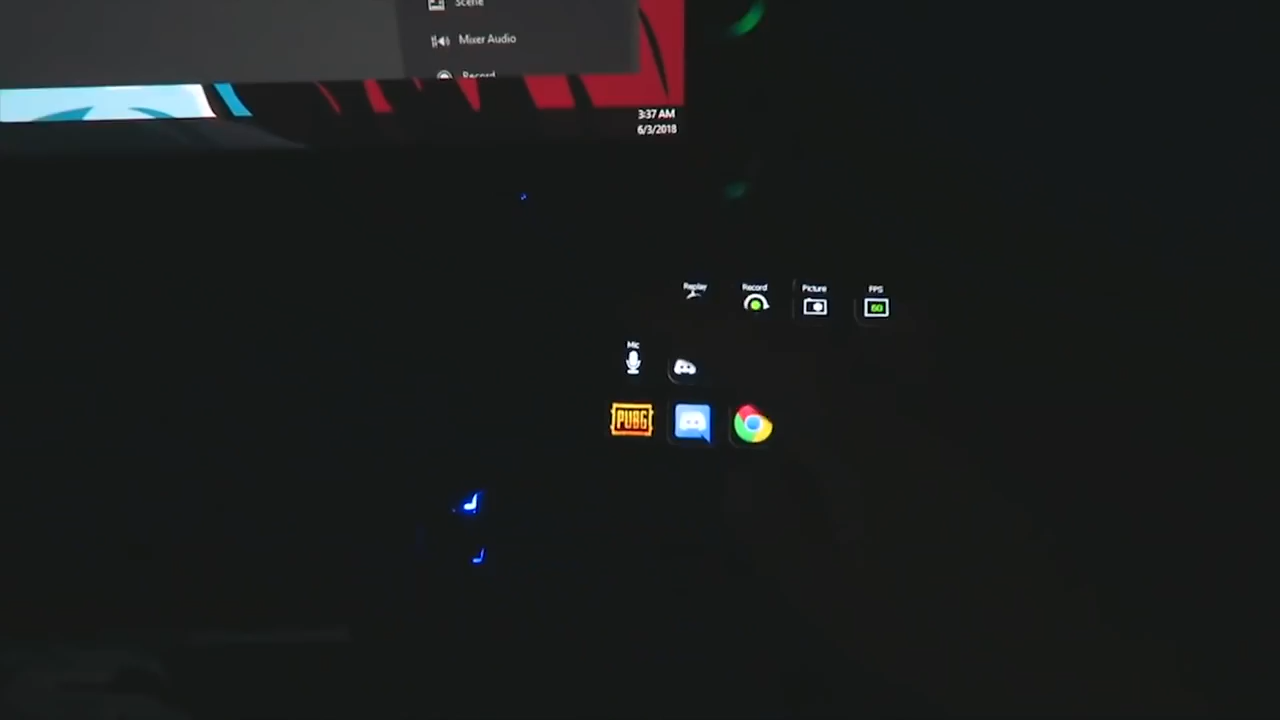 Scene
Mixer Audio
Record
3:37 AM
6/3/2018
Replay
Record
Picture
FPS
60
Mic
PUBG